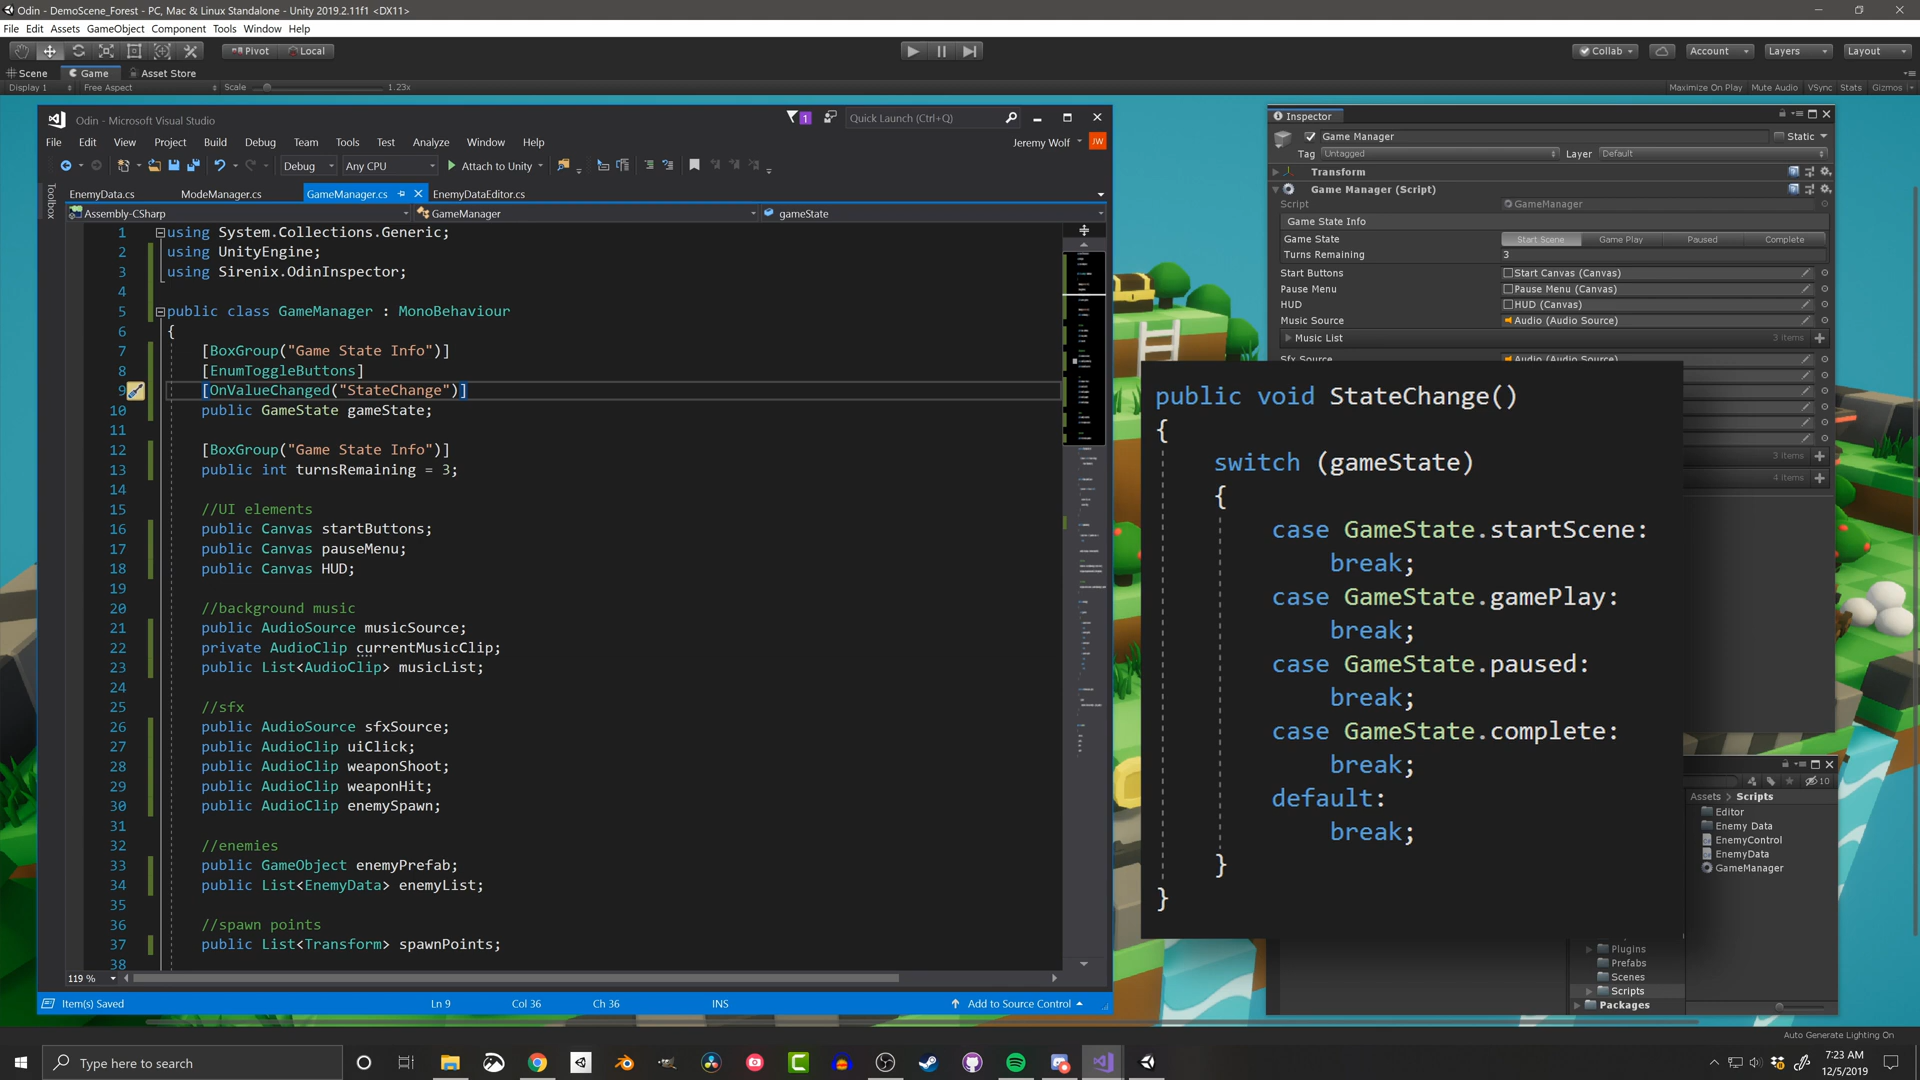 Odin - DemoScene_Forest - PC, Mac & Linux Standalone - Unity 2019.2.11f1 <DX11>
File Edit Assets GameObject Component Tools Window Help
Pivot Local
Collab Account Layers Layout
Scene Game Asset Store
Display 1 Free Aspect Scale 1.23x
Maximize On Play Mute Audio VSync Stats Gizmos
Odin - Microsoft Visual Studio
1
Quick Launch (Ctrl+Q)
File Edit View Project Build Debug Team Tools Test Analyze Window Help
Jeremy Wolf JW
Debug Any CPU Attach to Unity
Toolbox
EnemyData.cs ModeManager.cs GameManager.cs EnemyDataEditor.cs
Assembly-CSharp GameManager gameState
1 using System.Collections.Generic;
2 using UnityEngine;
3 using Sirenix.OdinInspector;
4
5 public class GameManager : MonoBehaviour
6 {
7 [BoxGroup("Game State Info")]
8 [EnumToggleButtons]
9 [OnValueChanged("StateChange")]
10 public GameState gameState;
11
12 [BoxGroup("Game State Info")]
13 public int turnsRemaining = 3;
14
15 //UI elements
16 public Canvas startButtons;
17 public Canvas pauseMenu;
18 public Canvas HUD;
19
20 //background music
21 public AudioSource musicSource;
22 private AudioClip currentMusicClip;
23 public List<AudioClip> musicList;
24
25 //sfx
26 public AudioSource sfxSource;
27 public AudioClip uiClick;
28 public AudioClip weaponShoot;
29 public AudioClip weaponHit;
30 public AudioClip enemySpawn;
31
32 //enemies
33 public GameObject enemyPrefab;
34 public List<EnemyData> enemyList;
35
36 //spawn points
37 public List<Transform> spawnPoints;
38
119 %
Item(s) Saved Ln 9 Col 36 Ch 36 INS Add to Source Control
Inspector
Game Manager Static
Tag Untagged Layer Default
Transform
Game Manager (Script)
Script GameManager
Game State Info
Game State Start Scene Game Play Paused Complete
Turns Remaining 3
Start Buttons Start Canvas (Canvas)
Pause Menu Pause Menu (Canvas)
HUD HUD (Canvas)
Music Source Audio (Audio Source)
Music List 3 items
Sfx Source Audio (Audio Source)
3 items
4 items
public void StateChange()
{
switch (gameState)
{
case GameState.startScene:
break;
case GameState.gamePlay:
break;
case GameState.paused:
break;
case GameState.complete:
break;
default:
break;
}
}
10
Assets > Scripts
Editor
Enemy Data
EnemyControl
EnemyData
GameManager
Plugins
Prefabs
Scenes
Scripts
Packages
Auto Generate Lighting On
Type here to search
7:23 AM
12/5/2019